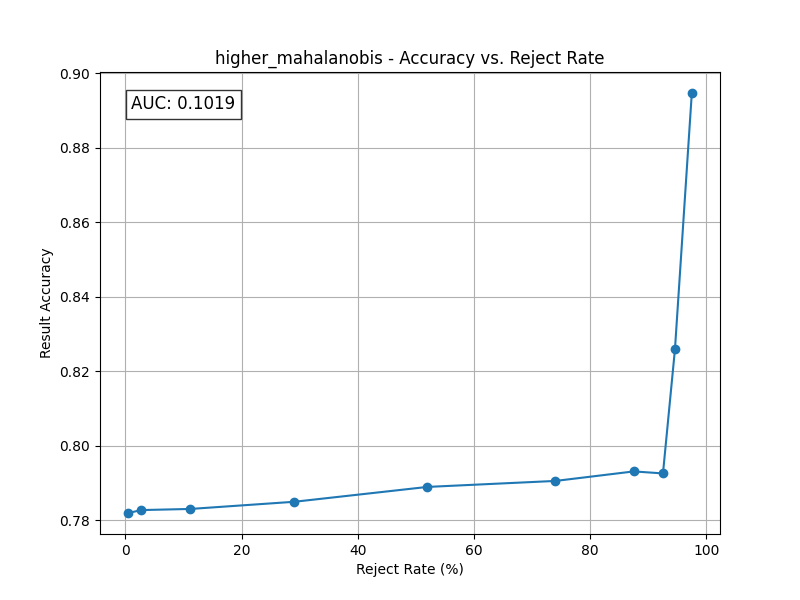 higher_mahalanobis - Accuracy vs. Reject Rate
AUC: 0.1019
Result Accuracy
0.90
0.88
0.86
0.84
0.82
0.80
0.78
0 20 40 60 80 100
Reject Rate (%)